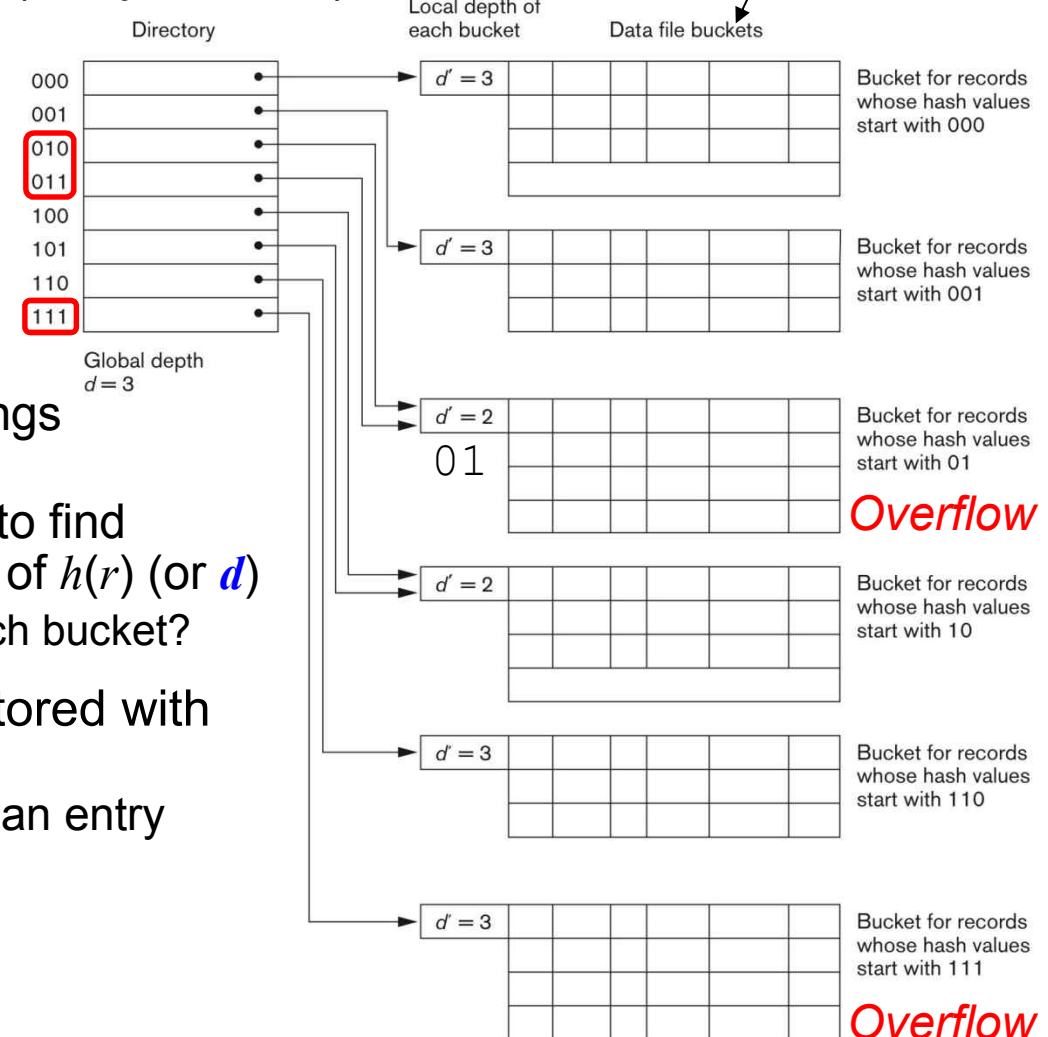 Local depth of
each bucket
Directory
Data file buckets
000
001
010
011
100
101
110
111
Global depth
d = 3
d′ = 3
Bucket for records
whose hash values
start with 000
d′ = 3
Bucket for records
whose hash values
start with 001
d′ = 2
01
Bucket for records
whose hash values
start with 01
Overflow
d′ = 2
Bucket for records
whose hash values
start with 10
d′ = 3
Bucket for records
whose hash values
start with 110
d′ = 3
Bucket for records
whose hash values
start with 111
Overflow
ngs
to find
of h(r) (or d)
ch bucket?
tored with
an entry